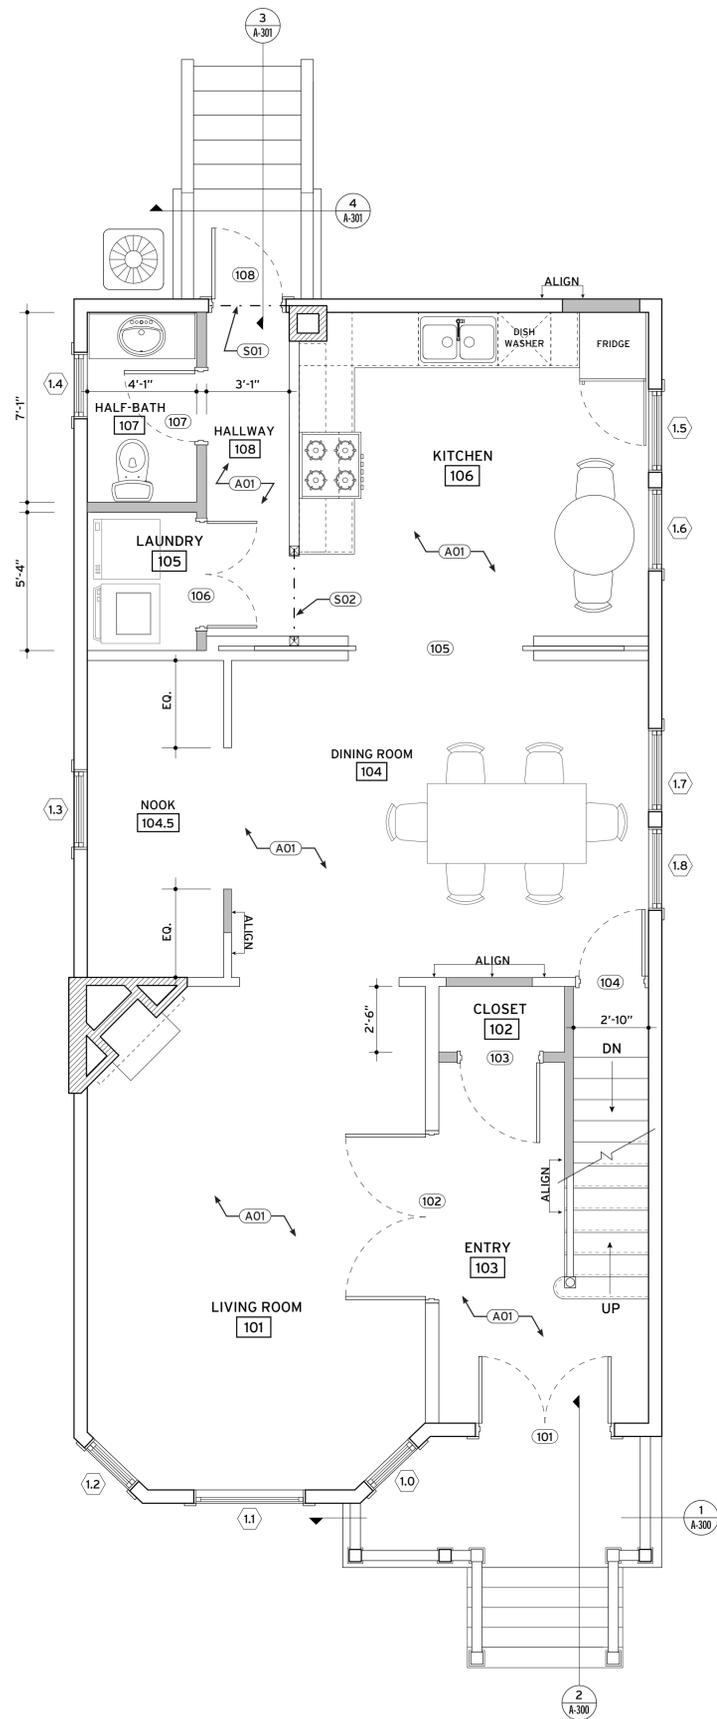 3
A-301
4
A-301
108
ALIGN
S01
DISH
WASHER
FRIDGE
1.4
4'-1"
3'-1"
7'-1"
HALF-BATH
107
107
HALLWAY
108
1.5
KITCHEN
106
A01
1.6
LAUNDRY
105
A01
5'-4"
106
S02
105
EQ.
DINING ROOM
104
1.7
NOOK
104.5
1.3
A01
1.8
EQ.
ALIGN
ALIGN
104
CLOSET
102
2'-6"
2'-10"
103
DN
ALIGN
102
A01
ENTRY
103
LIVING ROOM
101
A01
UP
101
1.2
1.0
1.1
1
A-300
2
A-300